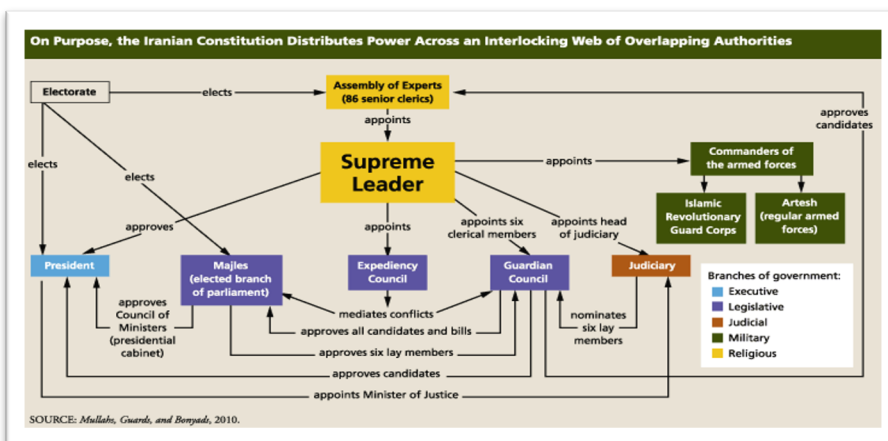 On Purpose, the Iranian Constitution Distributes Power Across an Interlocking Web of Overlapping Authorities
Electorate
elects
Assembly of Experts
(86 senior clerics)
approves
candidates
appoints
elects
elects
Supreme
Leader
appoints
Commanders of
the armed forces
Islamic
Revolutionary
Guard Corps
Artesh
(regular armed
forces)
approves
appoints
appoints six
clerical members
appoints head
of judiciary
President
Majles
(elected branch
of parliament)
Expediency
Council
Guardian
Council
Judiciary
Branches of government:
Executive
Legislative
Judicial
Military
Religious
approves
Council of
Ministers
(presidential
cabinet)
mediates conflicts
approves all candidates and bills
nominates
six lay
members
approves six lay members
approves candidates
appoints Minister of Justice
SOURCE: Mullahs, Guards, and Bonyads, 2010.